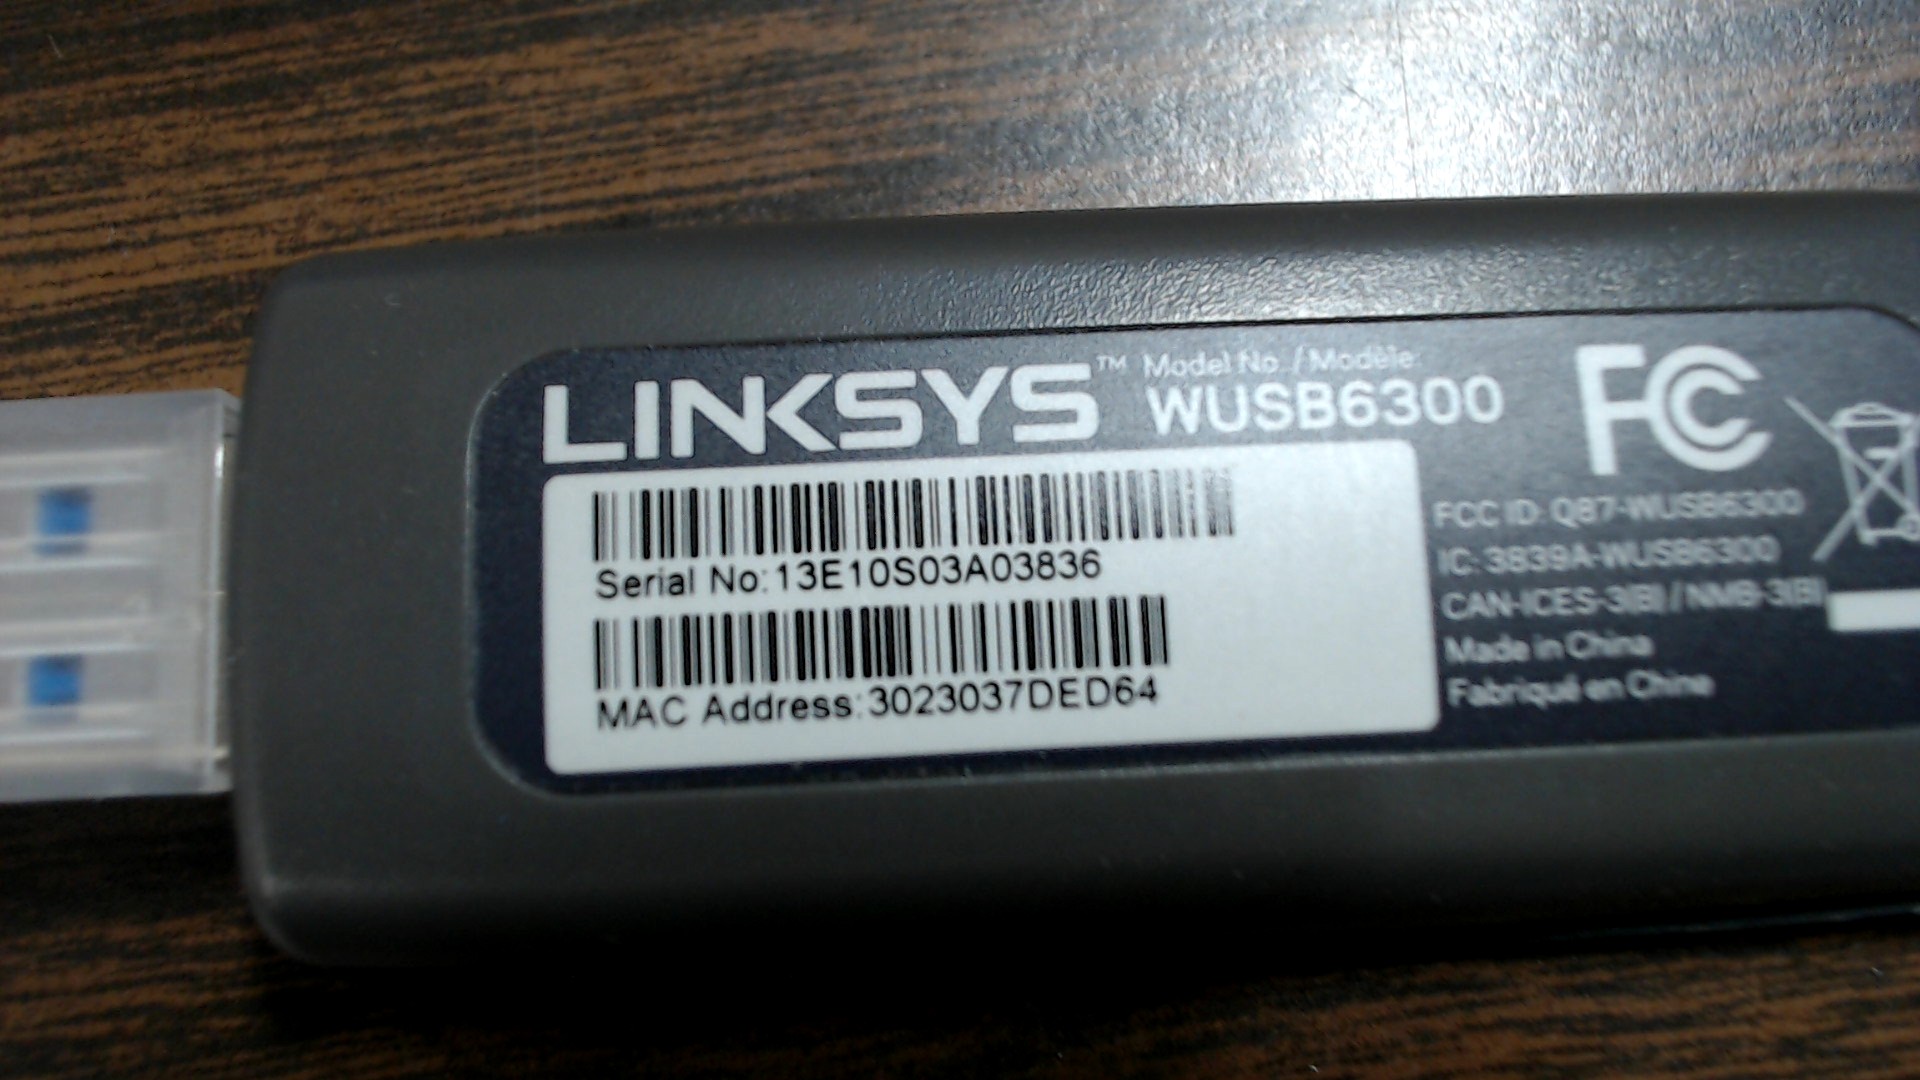 LINKSYS™
Model No. / Modèle:
WUSB6300
FC
Serial No: 13E10S03A03836
MAC Address: 3023037DED64
FCC ID: Q87-WUSB6300
IC: 3839A-WUSB6300
CAN-ICES-3(B) / NMB-3(B)
Made in China
Fabriqué en Chine